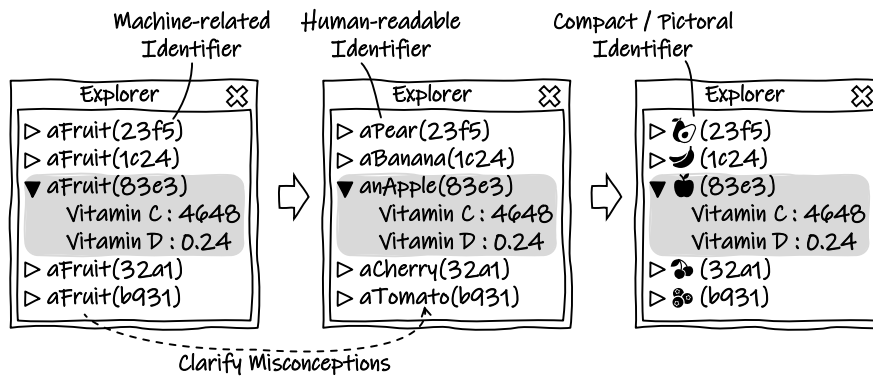 Machine-related
Identifier
Human-readable
Identifier
Compact / Pictoral
Identifier
Explorer
aFruit(23f5)
aFruit(1c24)
aFruit(83e3)
Vitamin C : 4648
Vitamin D : 0.24
aFruit(32a1)
aFruit(b931)
Explorer
aPear(23f5)
aBanana(1c24)
anApple(83e3)
Vitamin C : 4648
Vitamin D : 0.24
aCherry(32a1)
aTomato(b931)
Explorer
(23f5)
(1c24)
(83e3)
Vitamin C : 4648
Vitamin D : 0.24
(32a1)
(b931)
Clarify Misconceptions